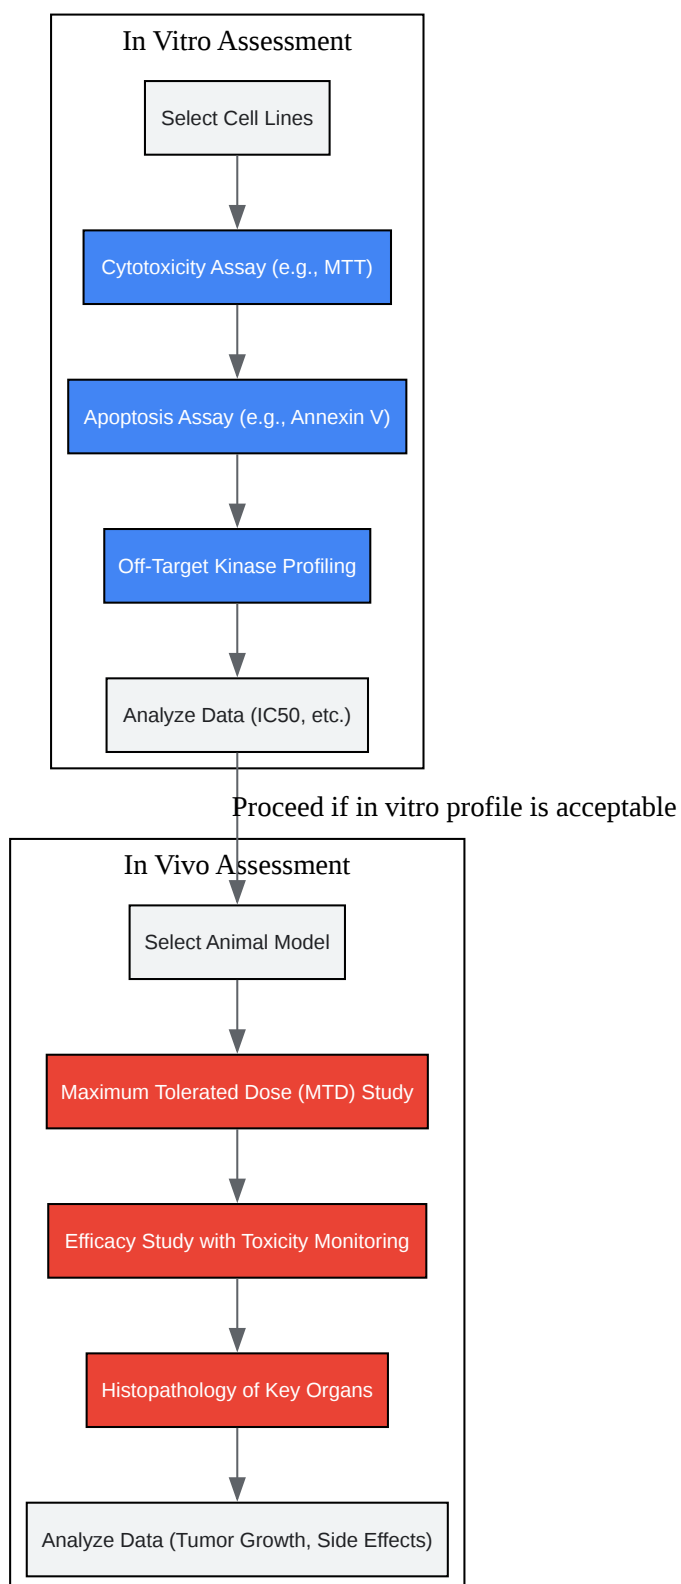 In Vitro Assessment
Select Cell Lines
Cytotoxicity Assay (e.g., MTT)
Apoptosis Assay (e.g., Annexin V)
Off-Target Kinase Profiling
Analyze Data (IC50, etc.)
Proceed if in vitro profile is acceptable
In Vivo Assessment
Select Animal Model
Maximum Tolerated Dose (MTD) Study
Efficacy Study with Toxicity Monitoring
Histopathology of Key Organs
Analyze Data (Tumor Growth, Side Effects)